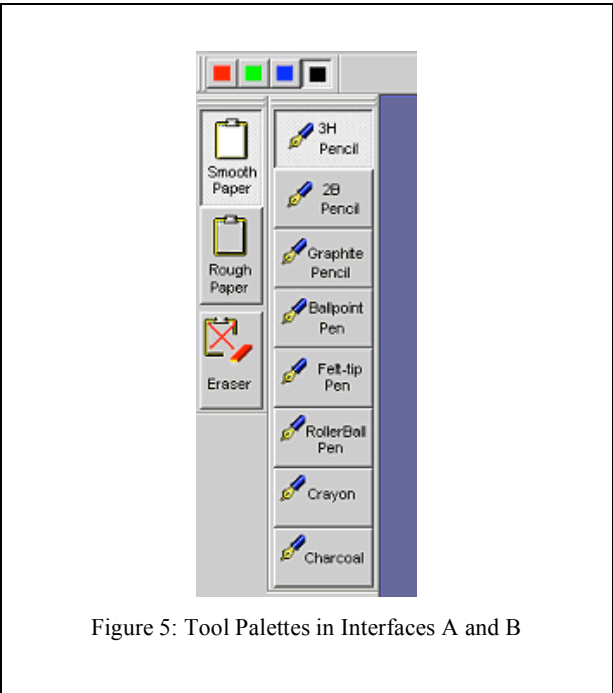 Smooth
Paper
Rough
Paper
Eraser
3H
Pencil
2B
Pencil
Graphite
Pencil
Ballpoint
Pen
Felt-tip
Pen
RollerBall
Pen
Crayon
Charcoal
Figure 5: Tool Palettes in Interfaces A and B